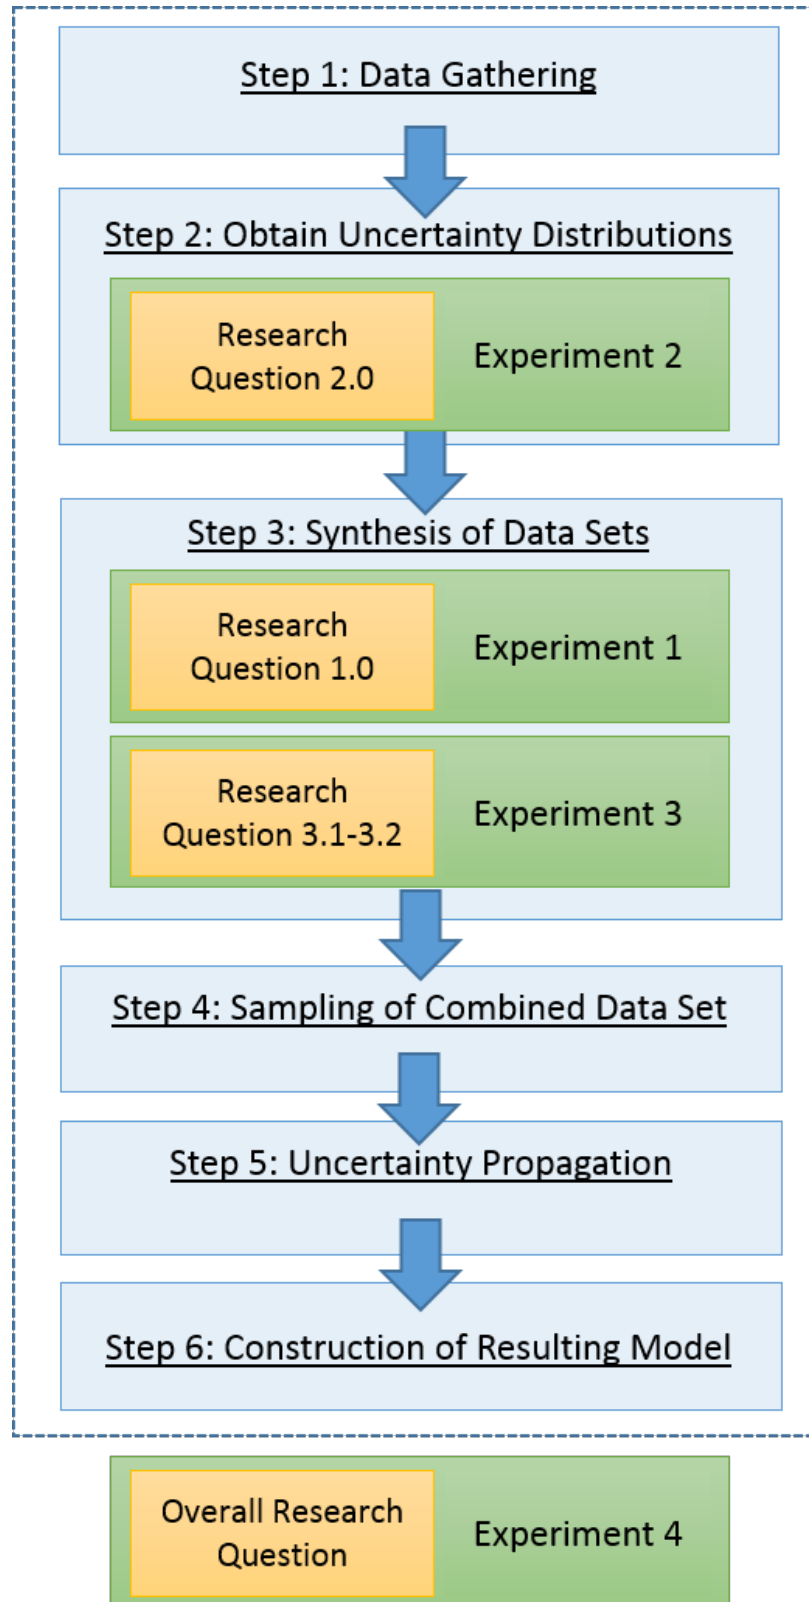 Step 1: Data Gathering
Step 2: Obtain Uncertainty Distributions
Research
Question 2.0
Experiment 2
Step 3: Synthesis of Data Sets
Research
Question 1.0
Experiment 1
Research
Question 3.1-3.2
Experiment 3
Step 4: Sampling of Combined Data Set
Step 5: Uncertainty Propagation
Step 6: Construction of Resulting Model
Overall Research
Question
Experiment 4